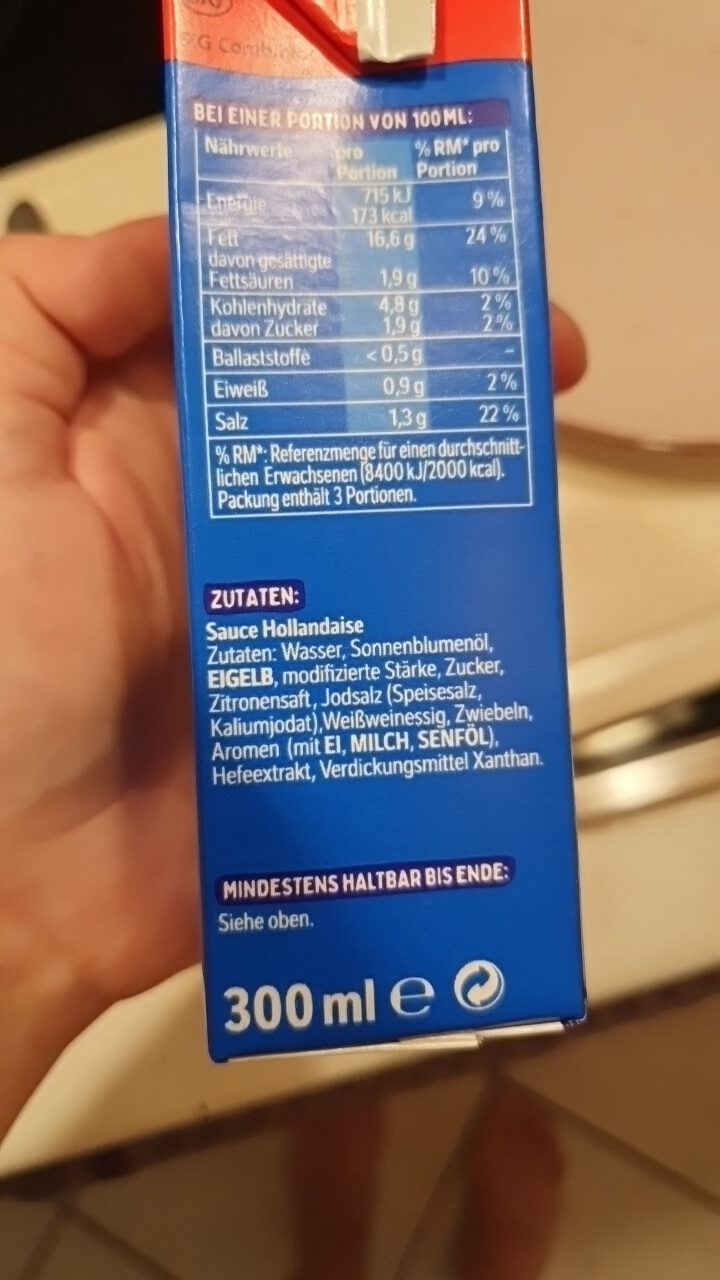 SIG Combibloc
BEI EINER PORTION VON 100 ML:
Nährwerte pro Portion % RM* pro Portion
Energie 715 kJ 173 kcal 9 %
Fett 16,6 g 24 %
davon gesättigte
Fettsäuren 1,9 g 10 %
Kohlenhydrate 4,8 g 2 %
davon Zucker 1,9 g 2 %
Ballaststoffe < 0,5 g –
Eiweiß 0,9 g 2 %
Salz 1,3 g 22 %
% RM*: Referenzmenge für einen durchschnitt-
lichen Erwachsenen (8400 kJ/2000 kcal).
Packung enthält 3 Portionen.
ZUTATEN:
Sauce Hollandaise
Zutaten: Wasser, Sonnenblumenöl,
EIGELB, modifizierte Stärke, Zucker,
Zitronensaft, Jodsalz (Speisesalz,
Kaliumjodat), Weißweinessig, Zwiebeln,
Aromen (mit EI, MILCH, SENFÖL),
Hefeextrakt, Verdickungsmittel Xanthan.
MINDESTENS HALTBAR BIS ENDE:
Siehe oben.
300 ml e